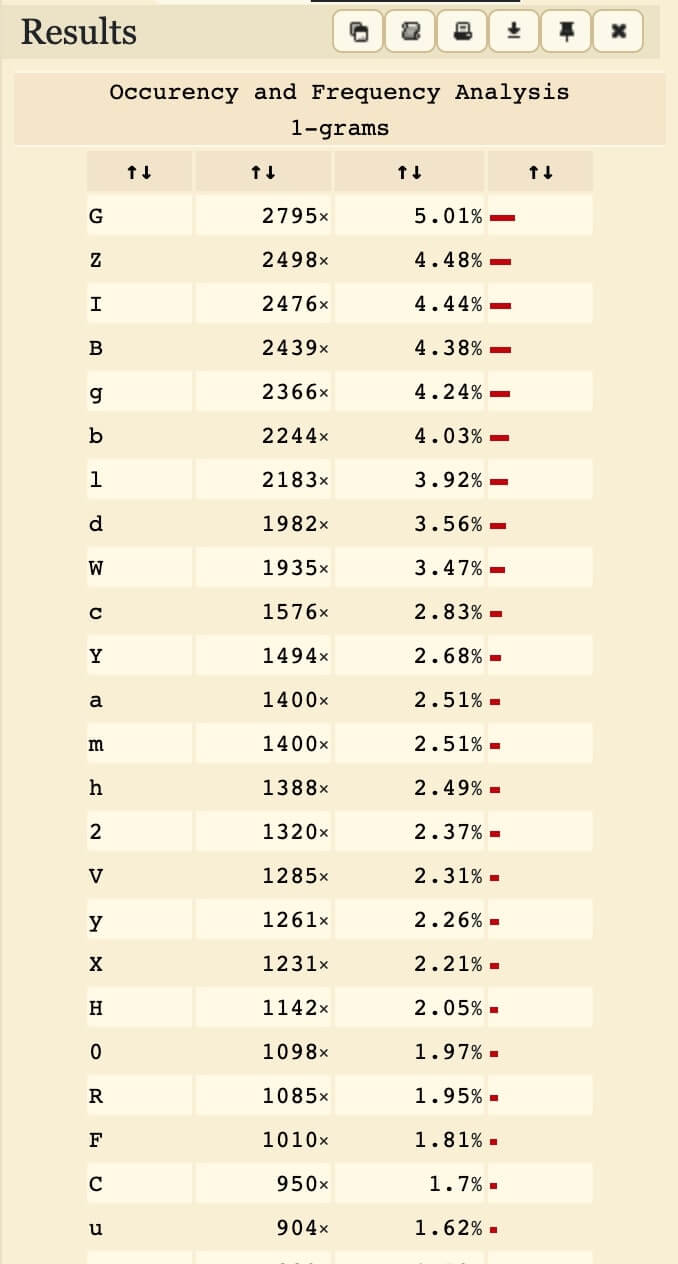 Results
Occurency and Frequency Analysis
1-grams
↑↓ ↑↓ ↑↓ ↑↓
G 2795× 5.01%
Z 2498× 4.48%
I 2476× 4.44%
B 2439× 4.38%
g 2366× 4.24%
b 2244× 4.03%
l 2183× 3.92%
d 1982× 3.56%
W 1935× 3.47%
c 1576× 2.83%
Y 1494× 2.68%
a 1400× 2.51%
m 1400× 2.51%
h 1388× 2.49%
2 1320× 2.37%
V 1285× 2.31%
y 1261× 2.26%
X 1231× 2.21%
H 1142× 2.05%
0 1098× 1.97%
R 1085× 1.95%
F 1010× 1.81%
C 950× 1.7%
u 904× 1.62%